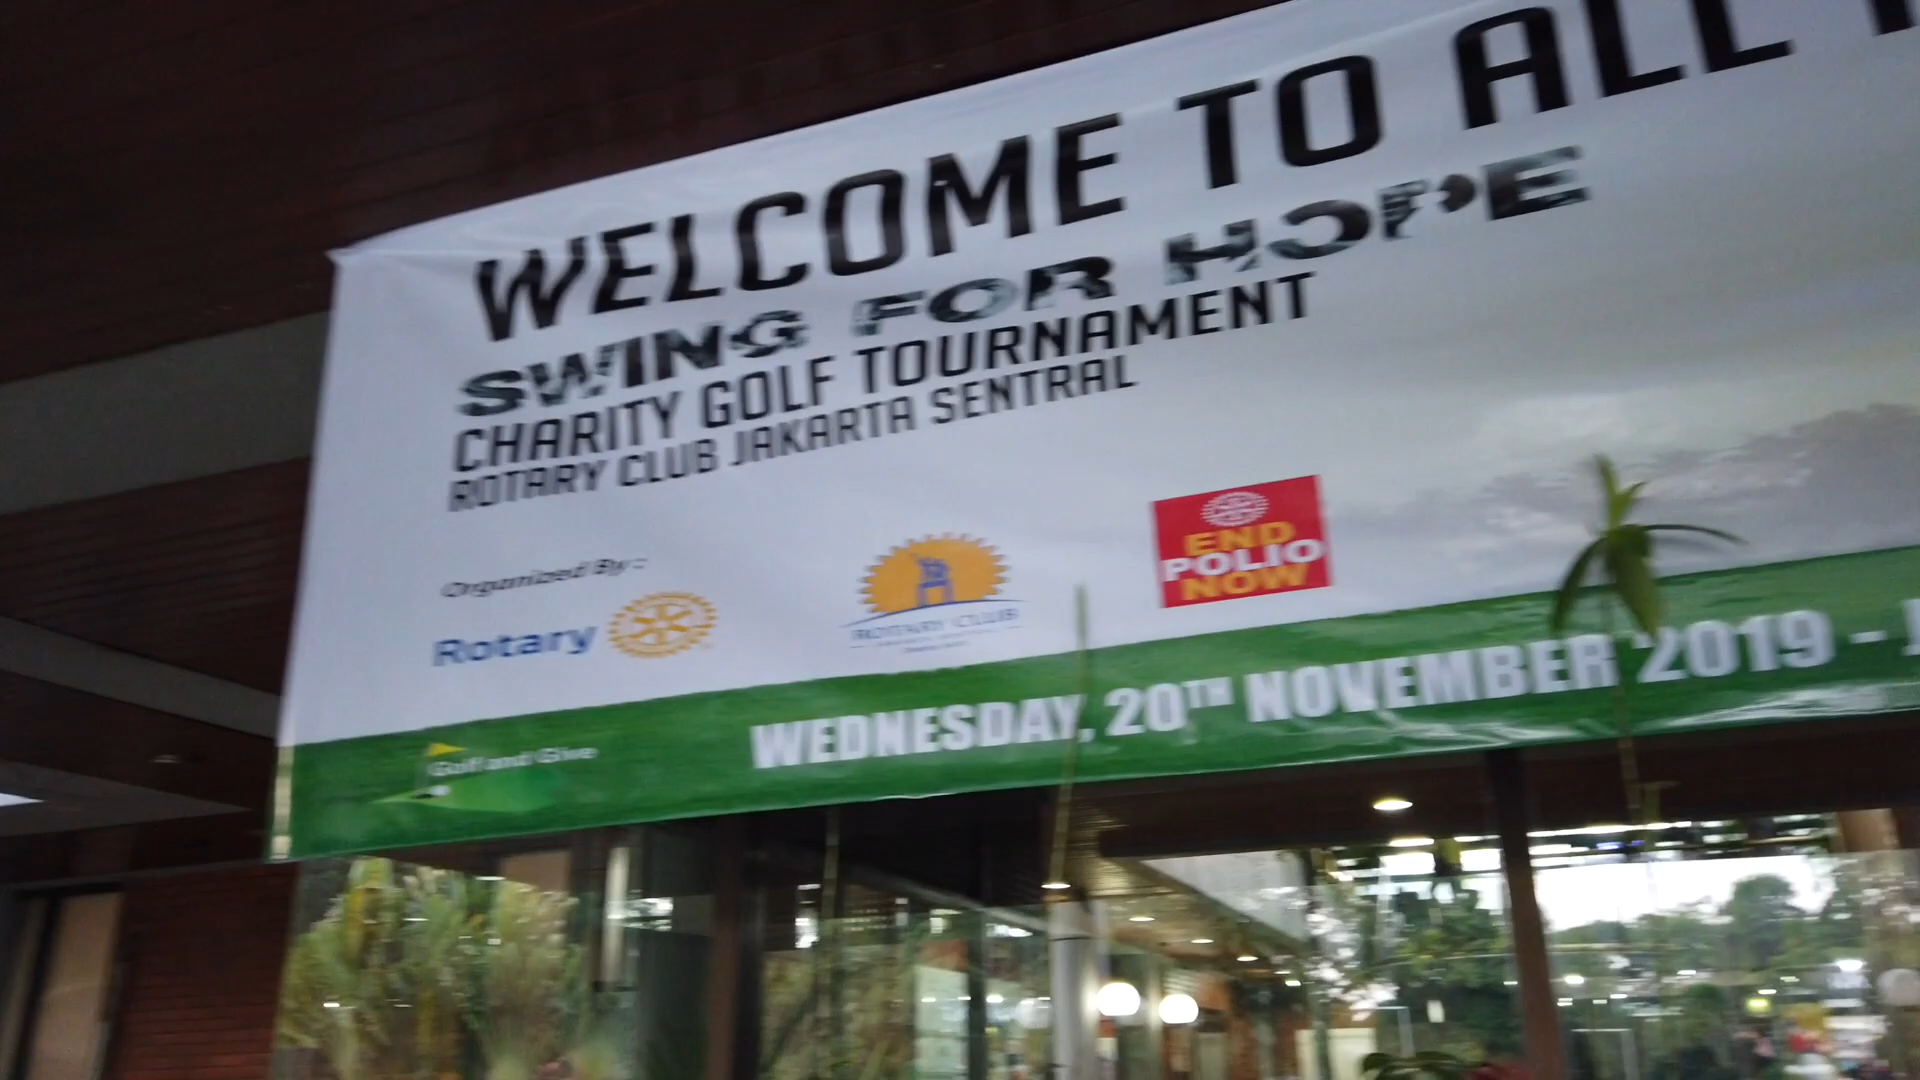 WELCOME TO ALL
SWING FOR HOPE
CHARITY GOLF TOURNAMENT
ROTARY CLUB JAKARTA SENTRAL
Organized By :
Rotary
ROTARY CLUB
END
POLIO
NOW
Golf and Give
WEDNESDAY, 20TH NOVEMBER 2019 -